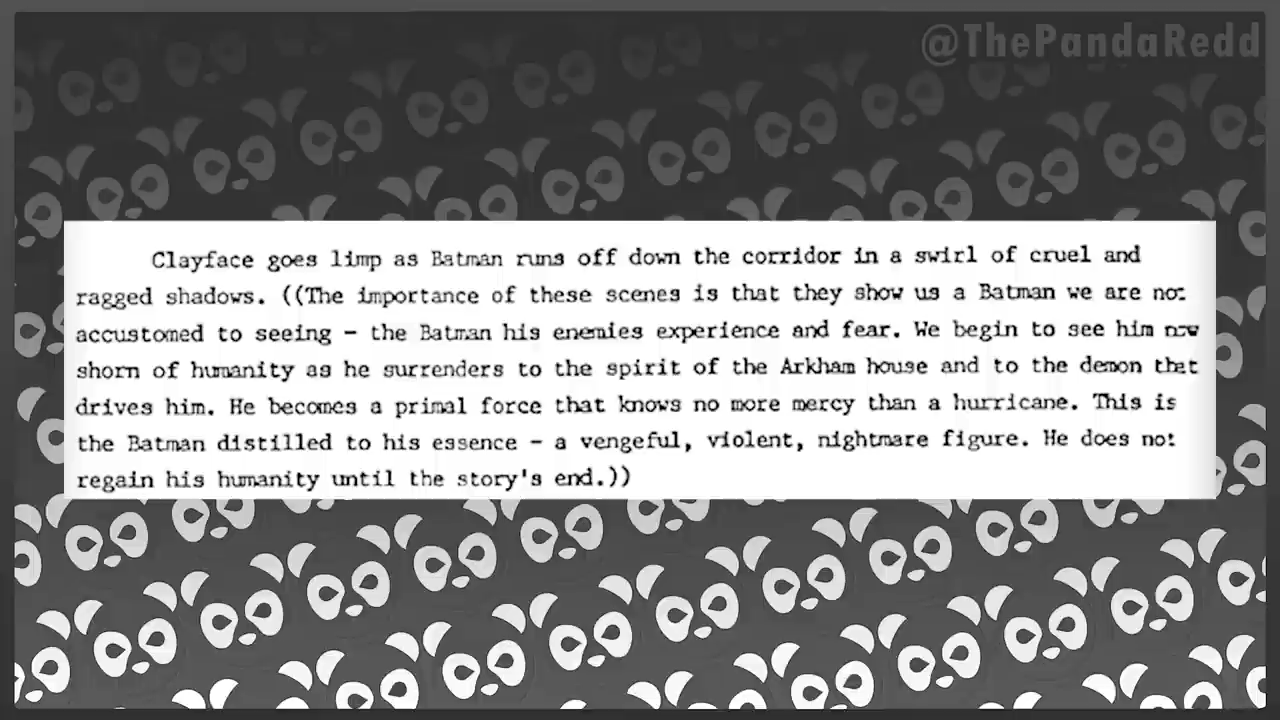 @ThePandaRedd
Clayface goes limp as Batman runs off down the corridor in a swirl of cruel and
ragged shadows. ((The importance of these scenes is that they show us a Batman we are not
accustomed to seeing - the Batman his enemies experience and fear. We begin to see him now
shorn of humanity as he surrenders to the spirit of the Arkham house and to the demon that
drives him. He becomes a primal force that knows no more mercy than a hurricane. This is
the Batman distilled to his essence - a vengeful, violent, nightmare figure. He does not
regain his humanity until the story's end.))